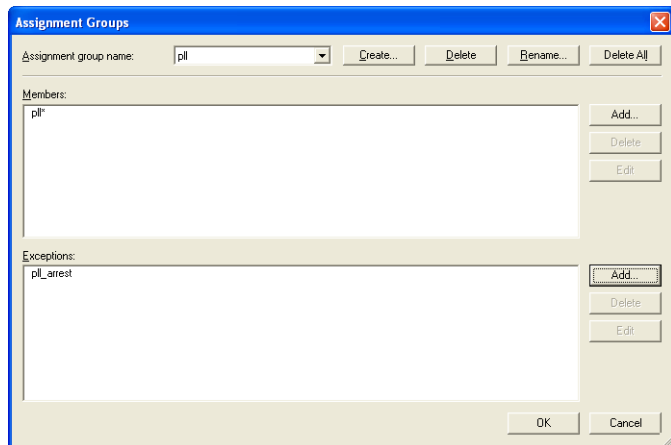 Assignment Groups
Assignment group name: pll Create... Delete Rename... Delete All
Members:
pll*
Add...
Delete
Edit
Exceptions:
pll_arrest
Add...
Delete
Edit
OK Cancel